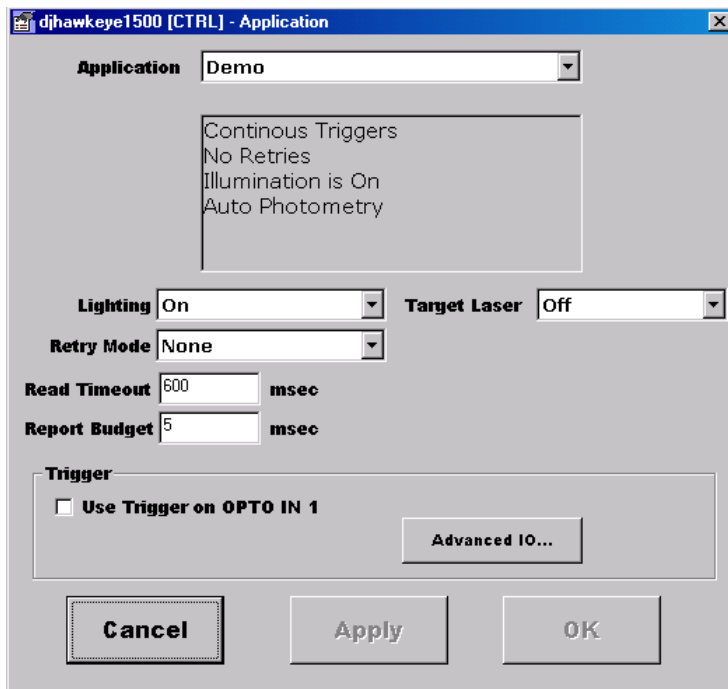 djhawkeye1500 [CTRL] - Application
Application Demo
Continous Triggers
No Retries
Illumination is On
Auto Photometry
Lighting On Target Laser Off
Retry Mode None
Read Timeout 600 msec
Report Budget 5 msec
Trigger
Use Trigger on OPTO IN 1
Advanced IO...
Cancel Apply OK